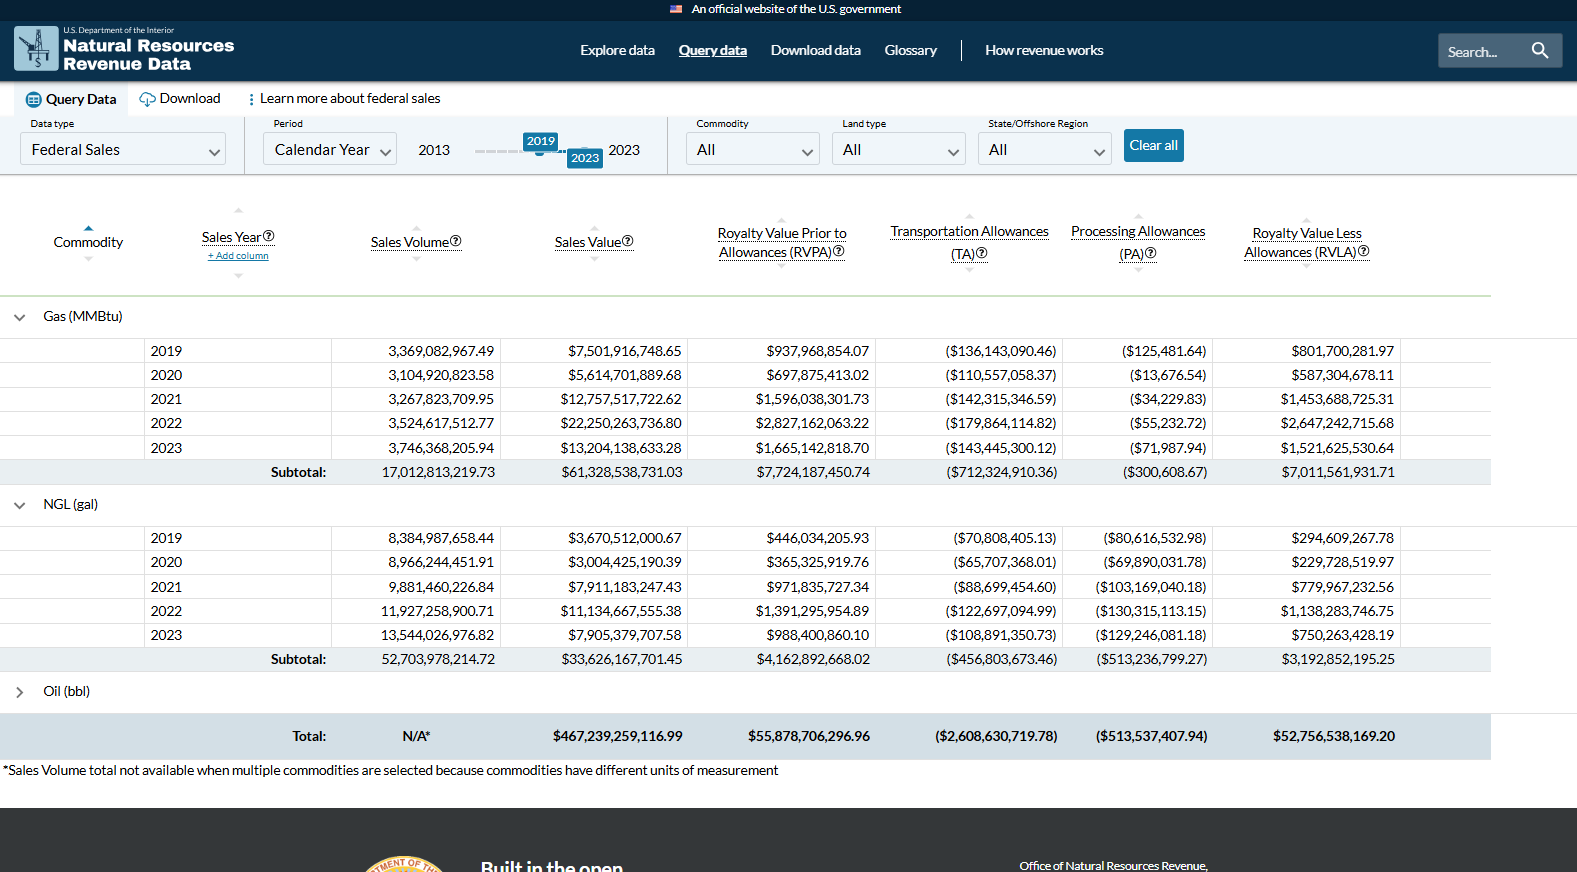 An official website of the U.S. government
U.S. Department of the Interior
Natural Resources
Revenue Data
Explore data
Query data
Download data
Glossary
How revenue works
Search...
Query Data
Download
Learn more about federal sales
Data type
Period
Commodity
Land type
State/Offshore Region
Federal Sales
Calendar Year
2013
2019
2023
2023
All
All
All
Clear all
Commodity
Sales Year
+ Add column
Sales Volume
Sales Value
Royalty Value Prior to
Allowances (RVPA)
Transportation Allowances
(TA)
Processing Allowances
(PA)
Royalty Value Less
Allowances (RVLA)
Gas (MMBtu)
2019 3,369,082,967.49 $7,501,916,748.65 $937,968,854.07 ($136,143,090.46) ($125,481.64) $801,700,281.97
2020 3,104,920,823.58 $5,614,701,889.68 $697,875,413.02 ($110,557,058.37) ($13,676.54) $587,304,678.11
2021 3,267,823,709.95 $12,757,517,722.62 $1,596,038,301.73 ($142,315,346.59) ($34,229.83) $1,453,688,725.31
2022 3,524,617,512.77 $22,250,263,736.80 $2,827,162,063.22 ($179,864,114.82) ($55,232.72) $2,647,242,715.68
2023 3,746,368,205.94 $13,204,138,633.28 $1,665,142,818.70 ($143,445,300.12) ($71,987.94) $1,521,625,530.64
Subtotal: 17,012,813,219.73 $61,328,538,731.03 $7,724,187,450.74 ($712,324,910.36) ($300,608.67) $7,011,561,931.71
NGL (gal)
2019 8,384,987,658.44 $3,670,512,000.67 $446,034,205.93 ($70,808,405.13) ($80,616,532.98) $294,609,267.78
2020 8,966,244,451.91 $3,004,425,190.39 $365,325,919.76 ($65,707,368.01) ($69,890,031.78) $229,728,519.97
2021 9,881,460,226.84 $7,911,183,247.43 $971,835,727.34 ($88,699,454.60) ($103,169,040.18) $779,967,232.56
2022 11,927,258,900.71 $11,134,667,555.38 $1,391,295,954.89 ($122,697,094.99) ($130,315,113.15) $1,138,283,746.75
2023 13,544,026,976.82 $7,905,379,707.58 $988,400,860.10 ($108,891,350.73) ($129,246,081.18) $750,263,428.19
Subtotal: 52,703,978,214.72 $33,626,167,701.45 $4,162,892,668.02 ($456,803,673.46) ($513,236,799.27) $3,192,852,195.25
Oil (bbl)
Total: N/A* $467,239,259,116.99 $55,878,706,296.96 ($2,608,630,719.78) ($513,537,407.94) $52,756,538,169.20
*Sales Volume total not available when multiple commodities are selected because commodities have different units of measurement
TMENT OF TH
Built in the open
Office of Natural Resources Revenue,